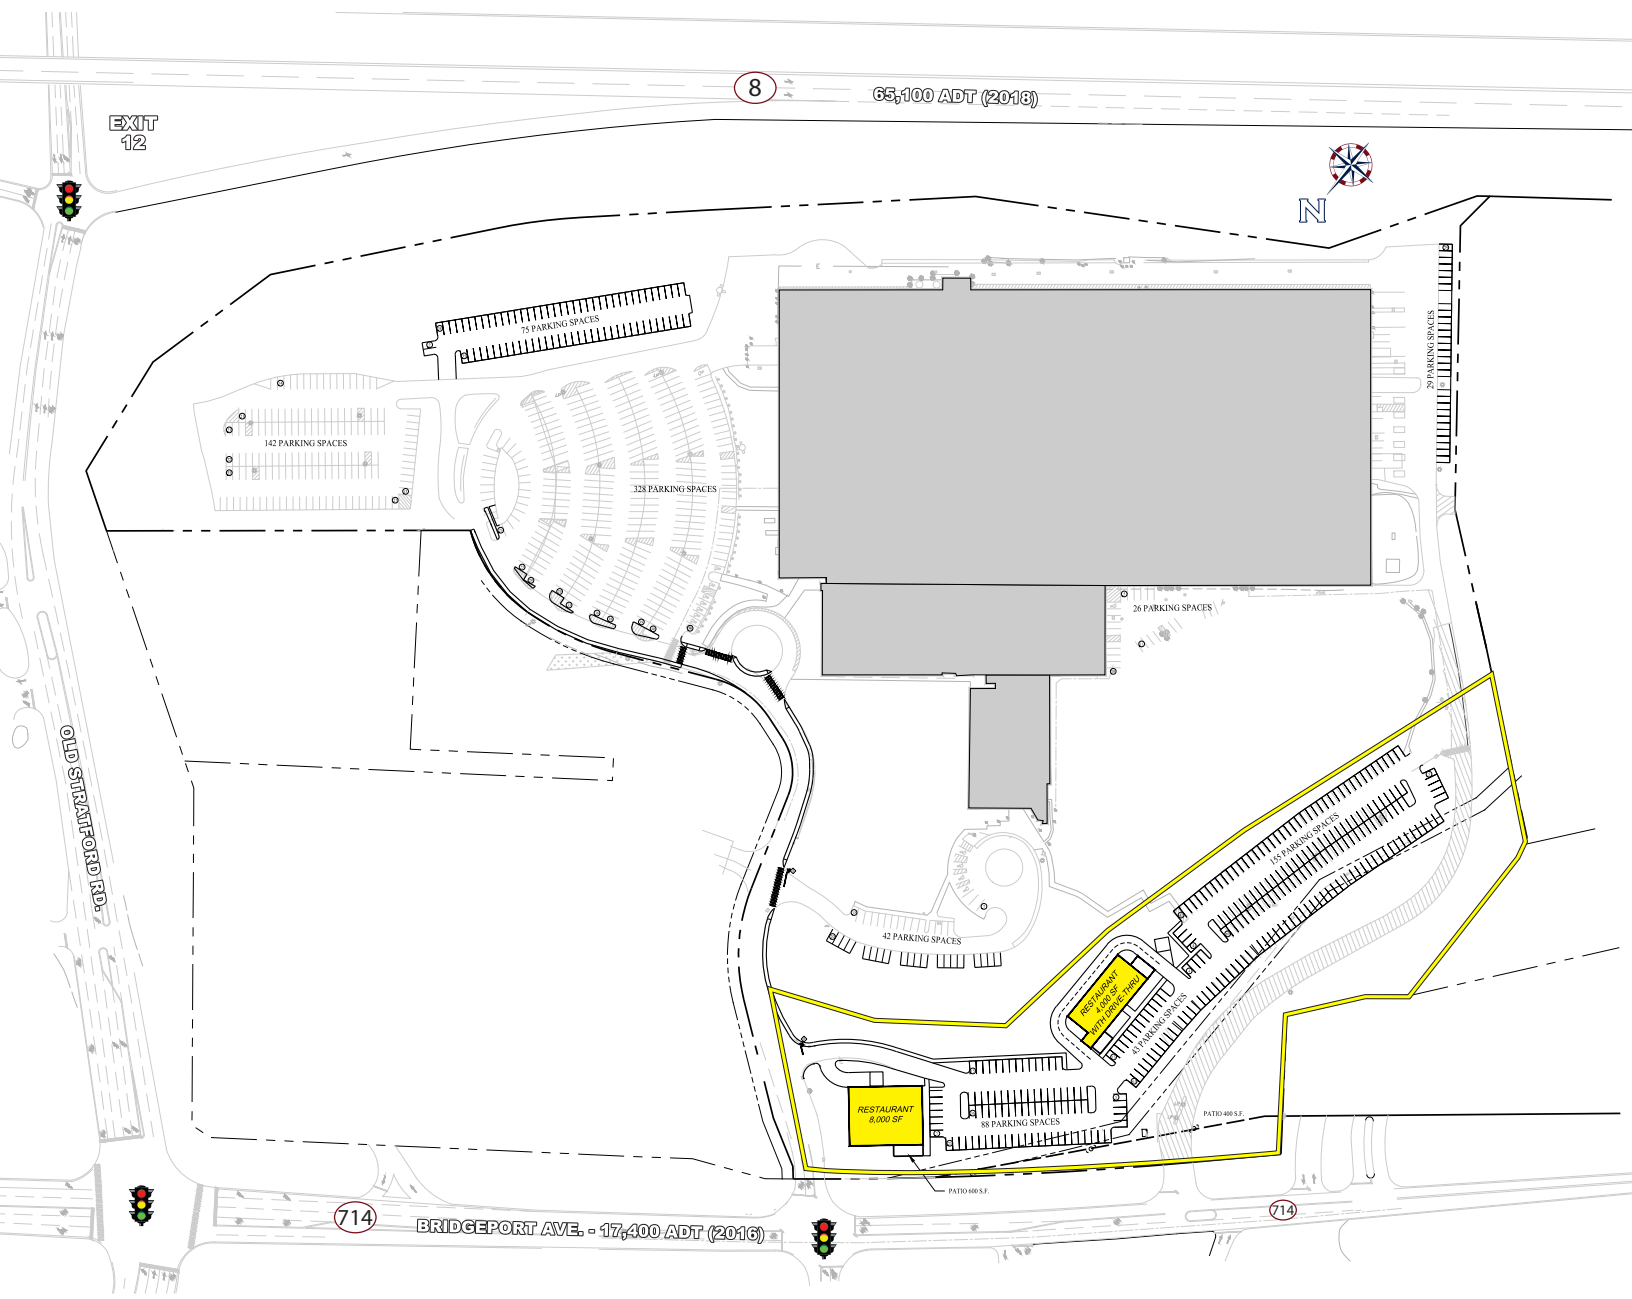 8
65,100 ADT (2018)
EXIT
12
N
75 PARKING SPACES
29 PARKING SPACES
142 PARKING SPACES
328 PARKING SPACES
26 PARKING SPACES
OLD STRATFORD RD.
155 PARKING SPACES
42 PARKING SPACES
RESTAURANT
4,000 SF
WITH DRIVE-THRU
43 PARKING SPACES
RESTAURANT
8,000 SF
88 PARKING SPACES
PATIO 400 S.F.
PATIO 600 S.F.
714
BRIDGEPORT AVE. - 17,400 ADT (2016)
714